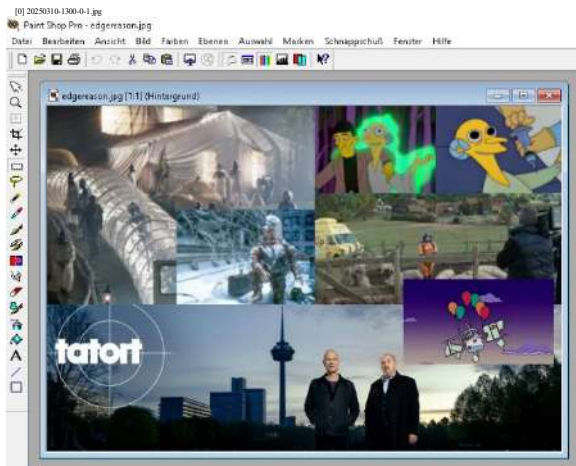 [0] 20250310-1300-0-1.jpg
Paint Shop Pro - edgereason.jpg
Datei Bearbeiten Ansicht Bild Farben Ebenen Auswahl Masken Schnappschuß Fenster Hilfe
edgereason.jpg [1:1] (Hintergrund)
tatort